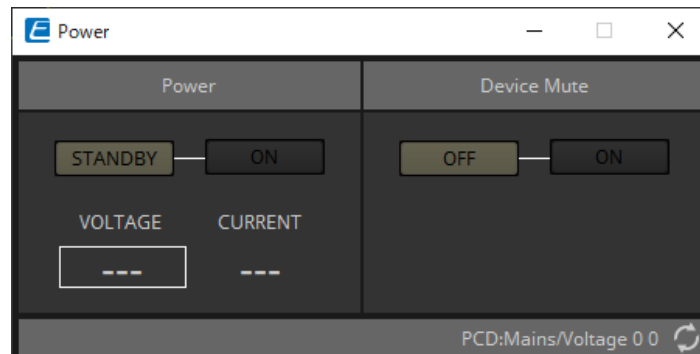 Power
Power
Device Mute
STANDBY ON
OFF ON
VOLTAGE CURRENT
--- ---
PCD:Mains/Voltage 0 0